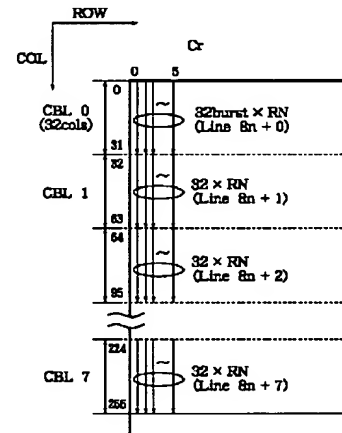 ROW
COL
Cr
0 5
0
CBL 0
(32cols)
32burst × RN
(Line 8n + 0)
31
32
CBL 1
32 × RN
(Line 8n + 1)
63
64
32 × RN
(Line 8n + 2)
95
224
CBL 7
32 × RN
(Line 8n + 7)
255